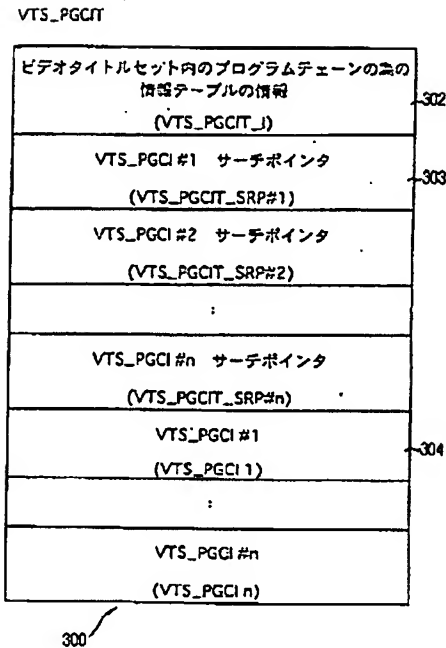 VTS_PGCIT
ビデオタイトルセット内のプログラムチェーンの為の
情報テーブルの情報
(VTS_PGCIT_I)
302
VTS_PGCI #1 サーチポインタ
(VTS_PGCIT_SRP#1)
303
VTS_PGCI #2 サーチポインタ
(VTS_PGCIT_SRP#2)
:
VTS_PGCI #n サーチポインタ
(VTS_PGCIT_SRP#n)
VTS_PGCI #1
(VTS_PGCI 1)
304
:
VTS_PGCI #n
(VTS_PGCI n)
300